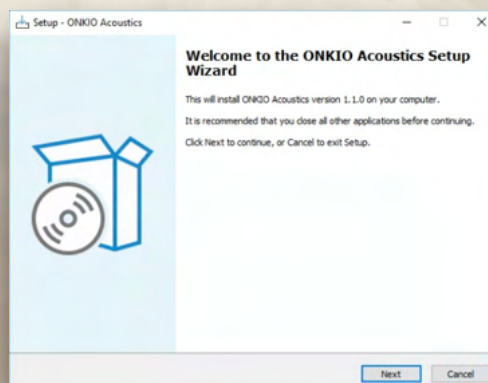 Setup - ONKIO Acoustics
Welcome to the ONKIO Acoustics Setup
Wizard
This will install ONKIO Acoustics version 1.1.0 on your computer.
It is recommended that you close all other applications before continuing.
Click Next to continue, or Cancel to exit Setup.
Next
Cancel